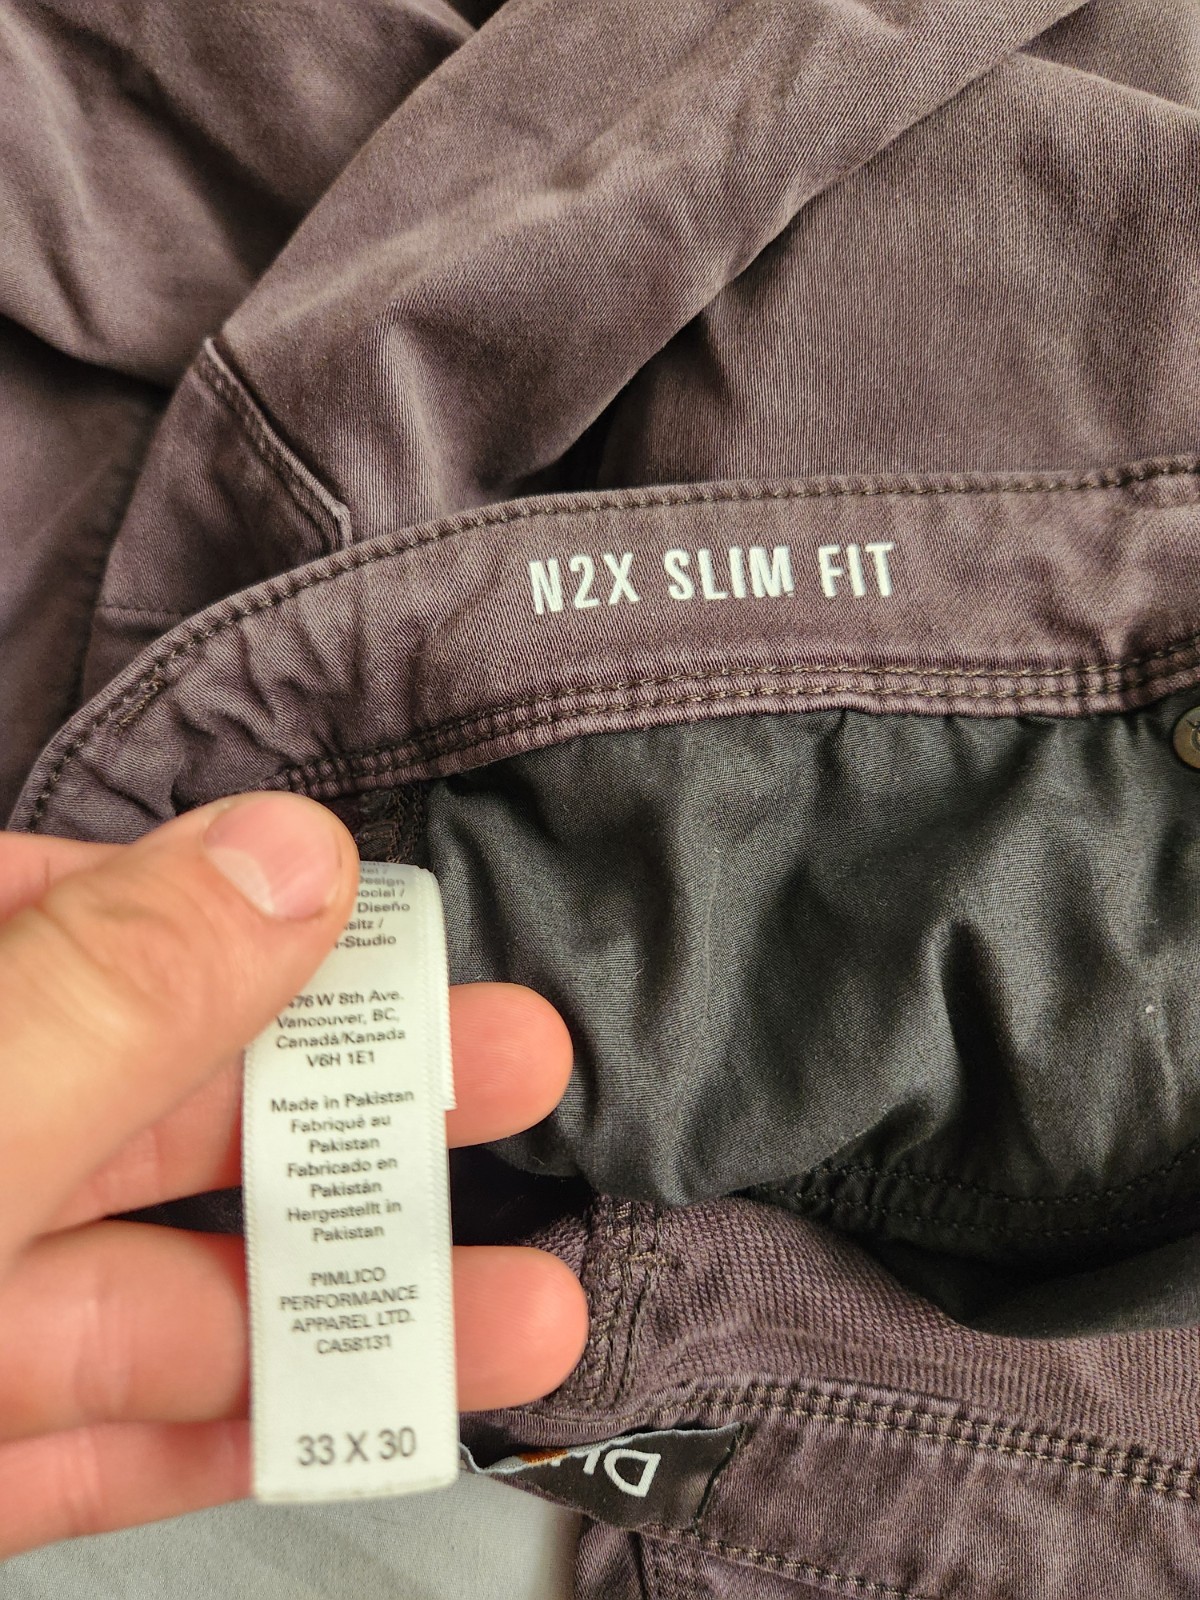 N2X SLIM FIT
Design
Diseño
-Studio
476 W 8th Ave.
Vancouver, BC,
Canadá/Kanada
V6H 1E1
Made in Pakistan
Fabriqué au
Pakistan
Fabricado en
Pakistán
Hergestellt in
Pakistan
PIMLICO
PERFORMANCE
APPAREL LTD.
CA58131
33 X 30